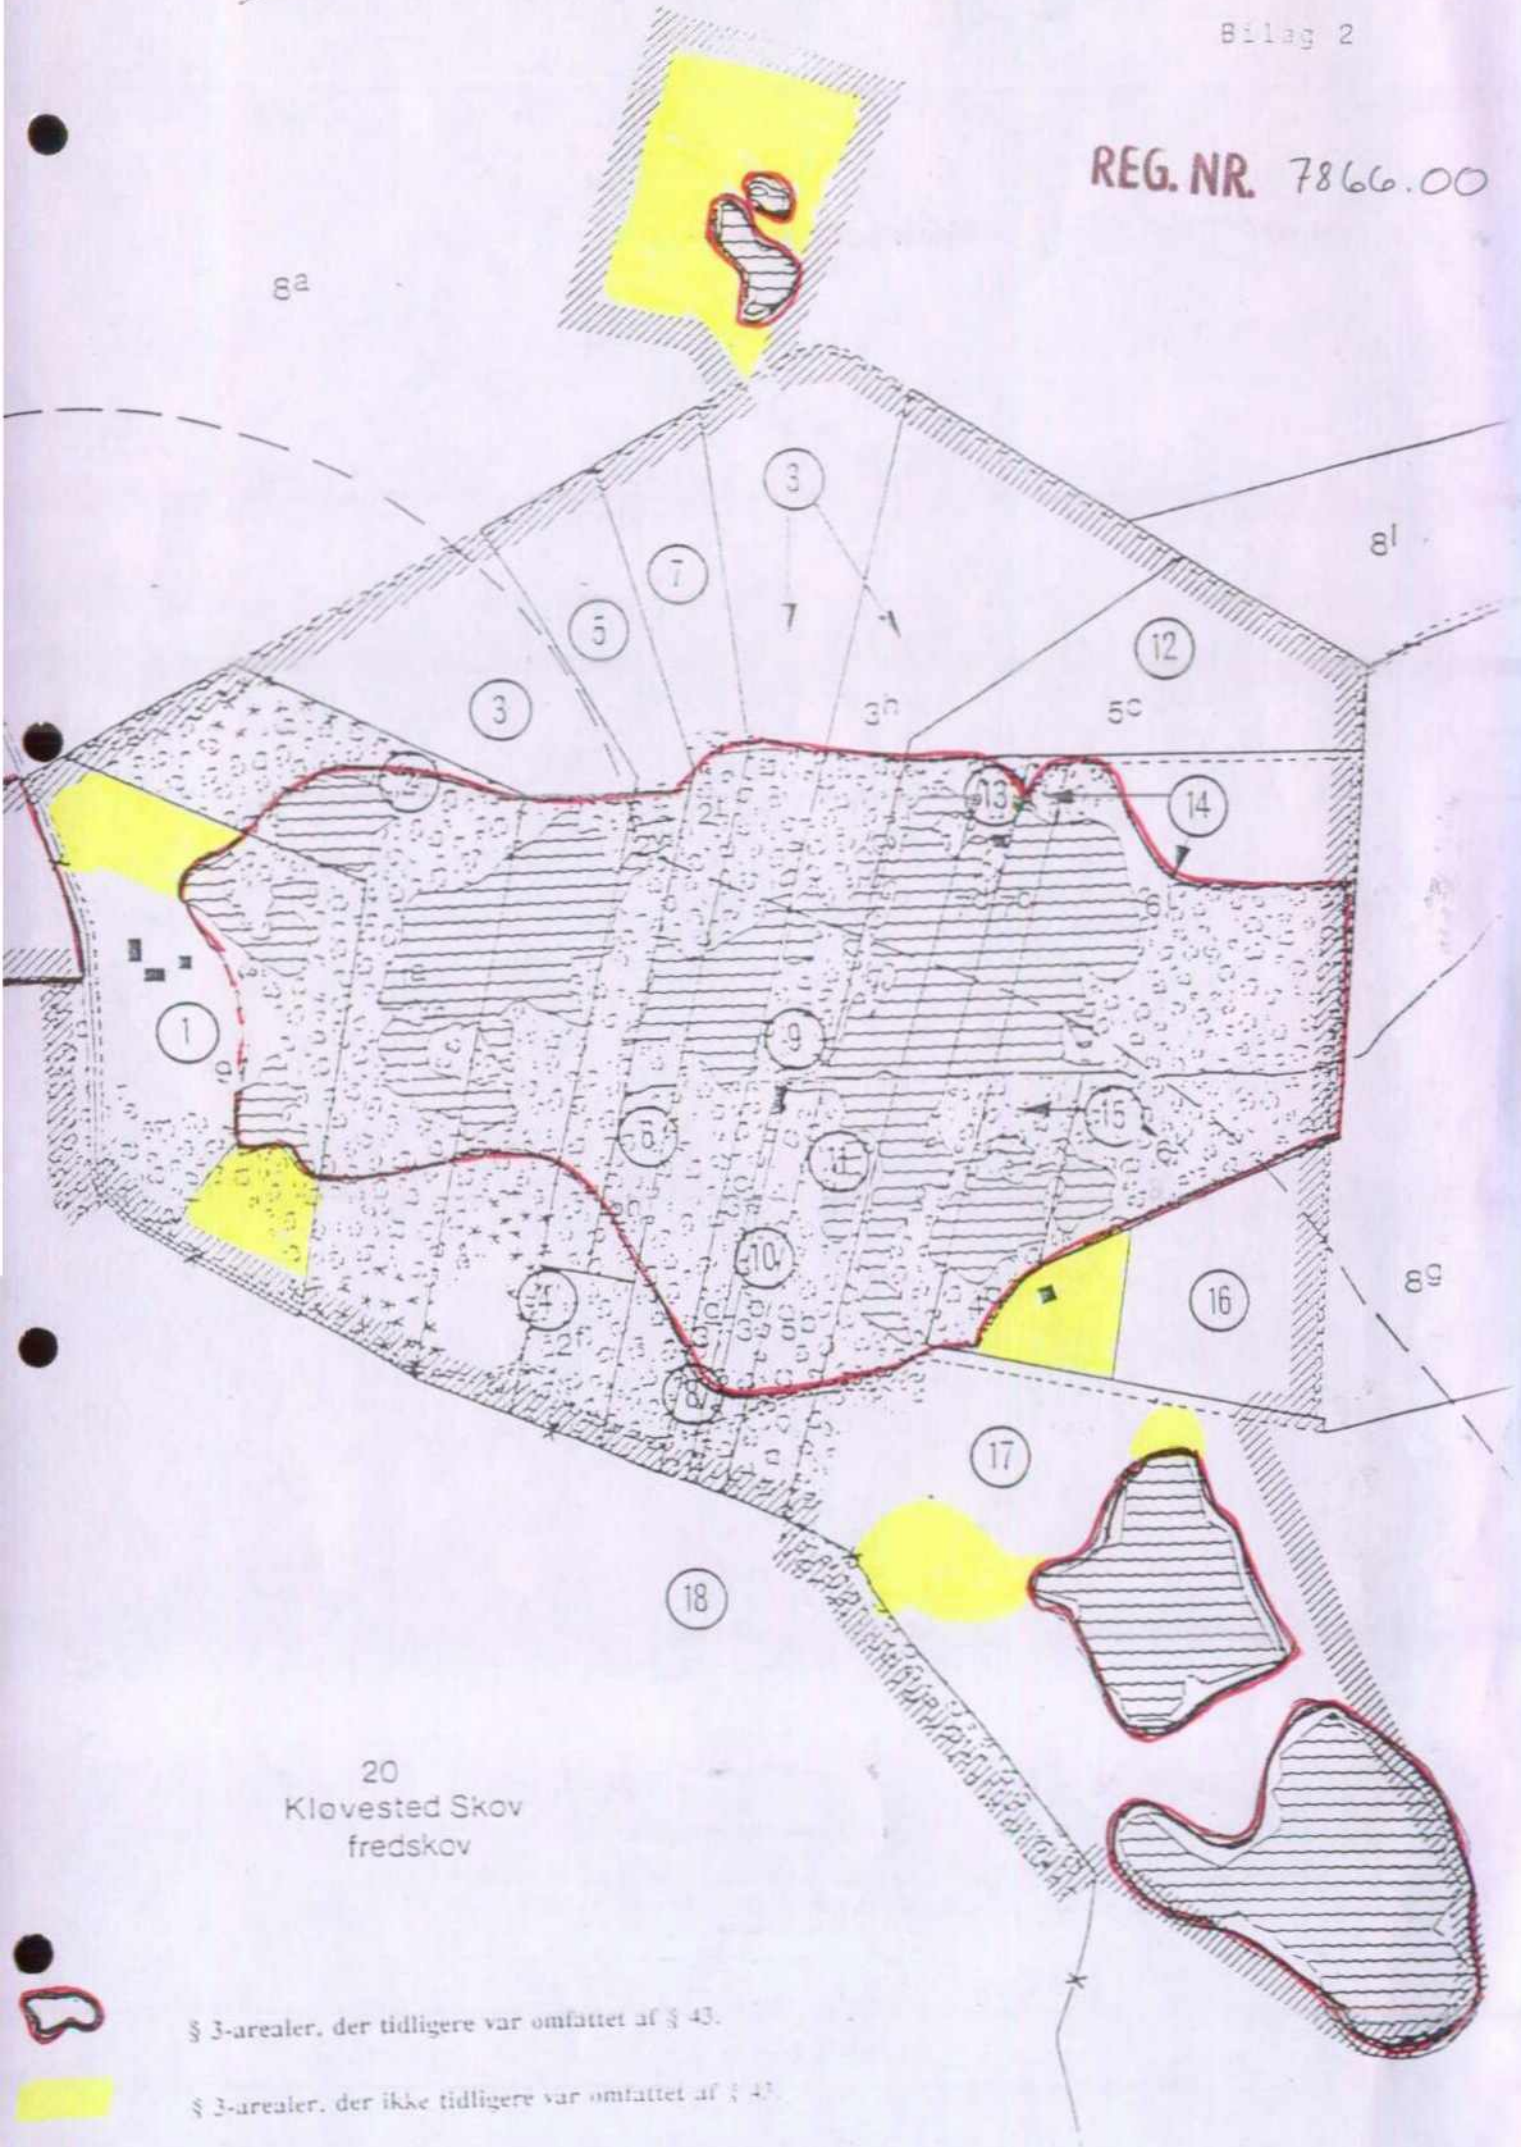 Bilag 2
REG. NR. 7866.00
8a
3
8l
7
5
12
3
3h
5c
13
14
2h
1
9
6
15
11
10
4
16
8g
2f
8
17
18
20
Kløvested Skov
fredskov
§ 3-arealer, der tidligere var omfattet af § 43.
§ 3-arealer, der ikke tidligere var omfattet af § 43.